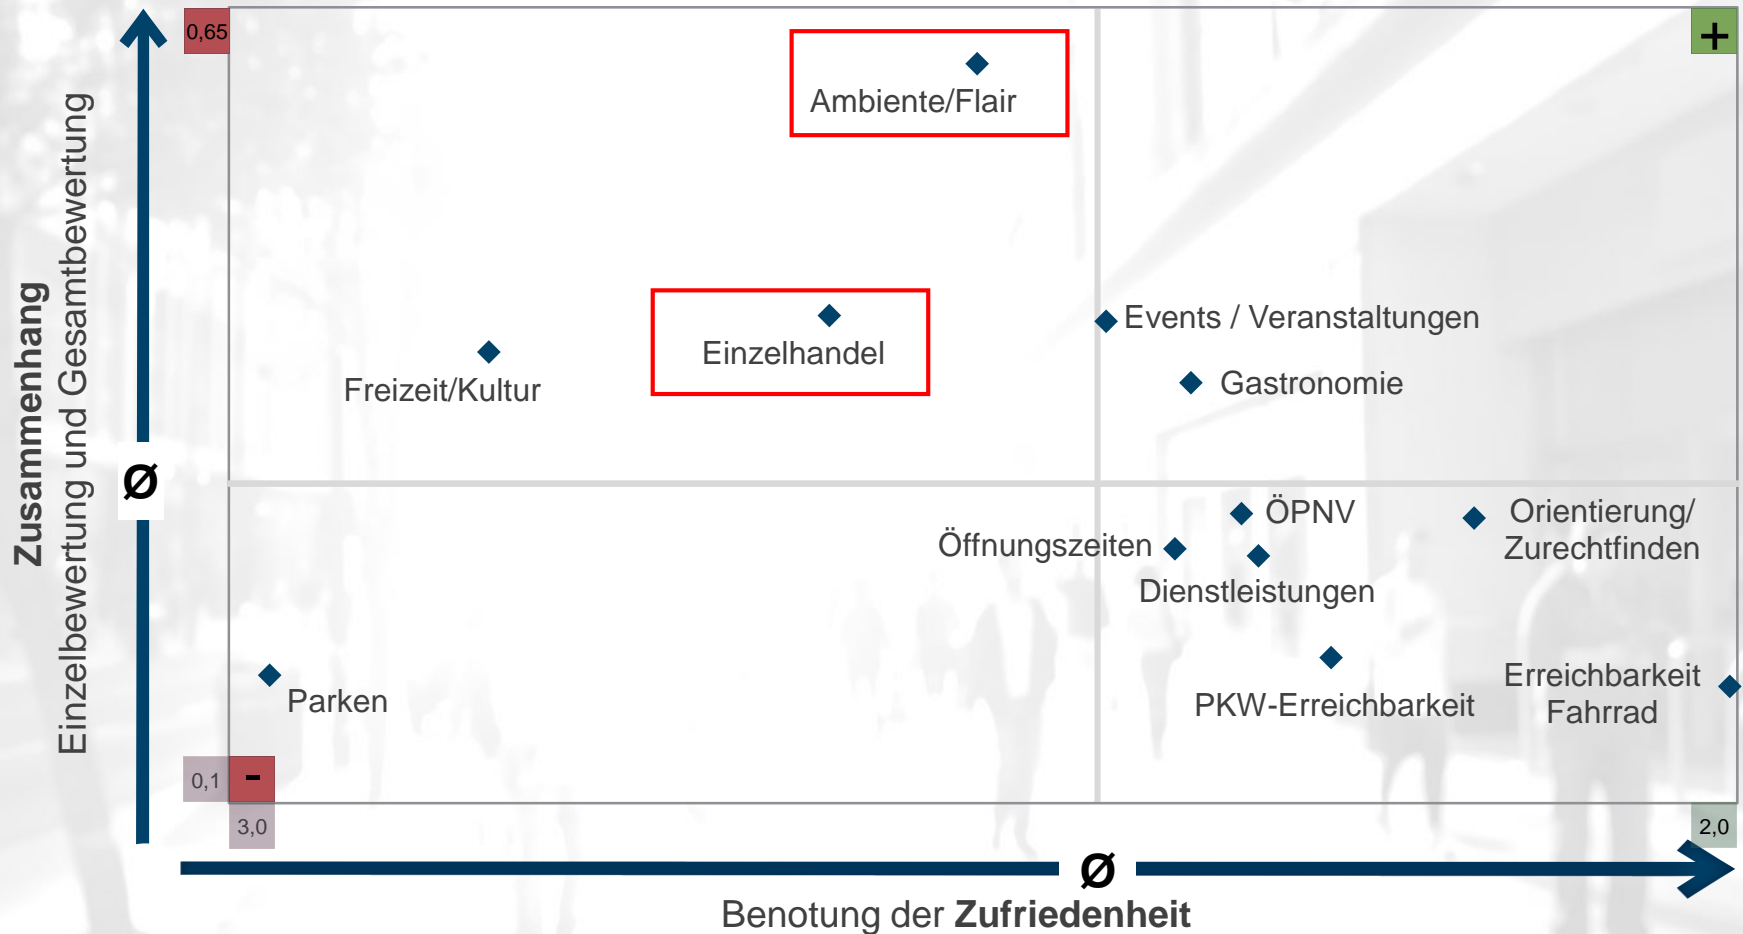 0,65
+
Ambiente/Flair
Zusammenhang
Einzelbewertung und Gesamtbewertung
Events / Veranstaltungen
Einzelhandel
Freizeit/Kultur
Gastronomie
Ø
ÖPNV
Orientierung/
Zurechtfinden
Öffnungszeiten
Dienstleistungen
Erreichbarkeit
Fahrrad
Parken
PKW-Erreichbarkeit
0,1
-
3,0
2,0
Ø
Benotung der Zufriedenheit